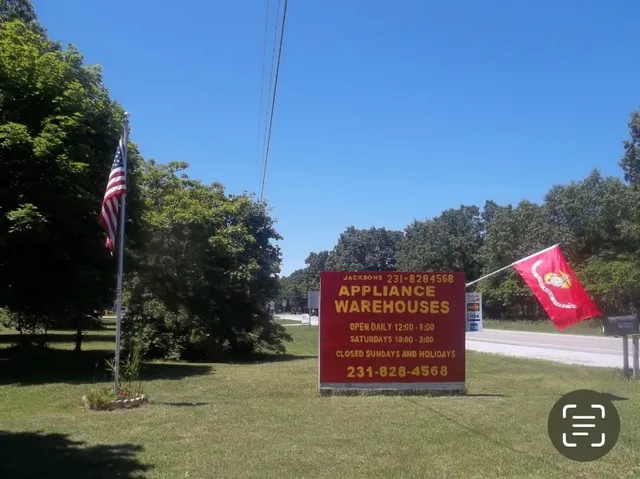 JACKSONS 231-8284568
APPLIANCE
WAREHOUSES
OPEN DAILY 12:00 - 6:00
SATURDAYS 10:00 - 3:00
CLOSED SUNDAYS AND HOLIDAYS
231-828-4568